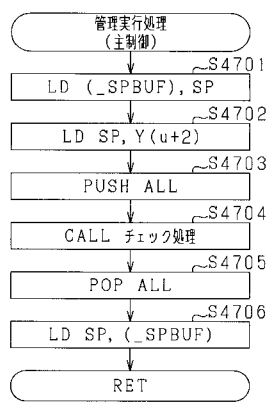 管理実行処理
(主制御)
S4701
LD (_SPBUF), SP
S4702
LD SP, Y(u+2)
S4703
PUSH ALL
S4704
CALL チェック処理
S4705
POP ALL
S4706
LD SP, (_SPBUF)
RET